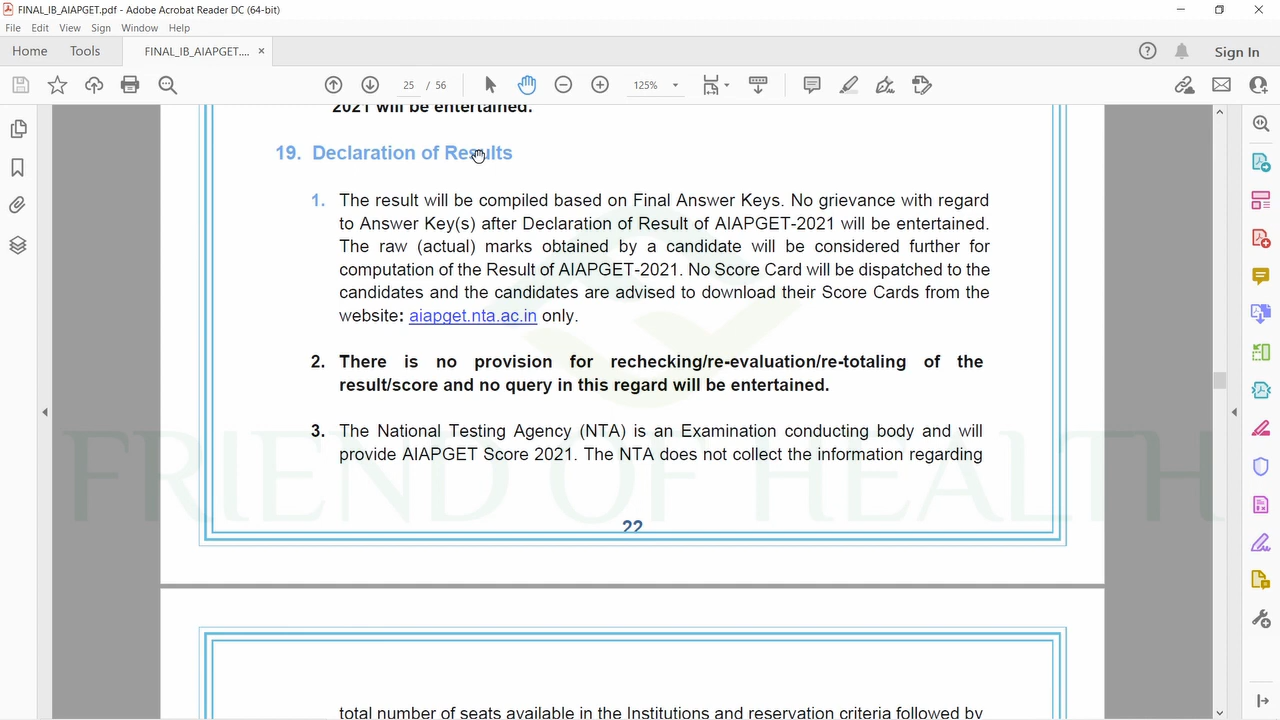 FINAL_IB_AIAPGET.pdf - Adobe Acrobat Reader DC (64-bit)
File Edit View Sign Window Help
Home Tools FINAL_IB_AIAPGET.... × Sign In
25 / 56 125%
2021 will be entertained.
19. Declaration of Results
1. The result will be compiled based on Final Answer Keys. No grievance with regard
to Answer Key(s) after Declaration of Result of AIAPGET-2021 will be entertained.
The raw (actual) marks obtained by a candidate will be considered further for
computation of the Result of AIAPGET-2021. No Score Card will be dispatched to the
candidates and the candidates are advised to download their Score Cards from the
website: aiapget.nta.ac.in only.
2. There is no provision for rechecking/re-evaluation/re-totaling of the
result/score and no query in this regard will be entertained.
3. The National Testing Agency (NTA) is an Examination conducting body and will
provide AIAPGET Score 2021. The NTA does not collect the information regarding
FRIEND OF HEALTH
22
total number of seats available in the Institutions and reservation criteria followed by